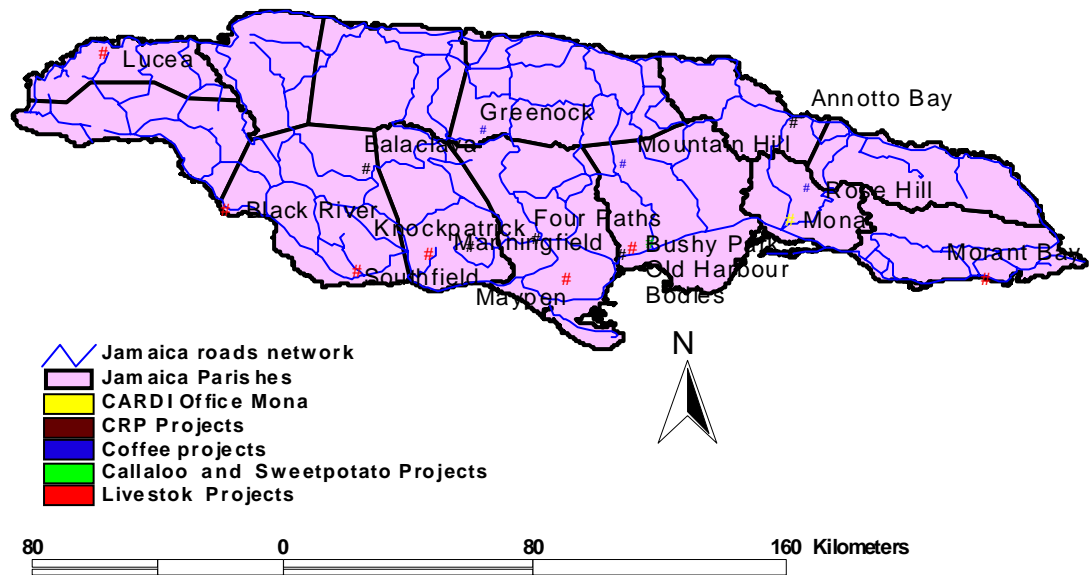 Lucea
Annotto Bay
Greenock
Balaclava
Mountain Hill
Rose Hill
Black River
Knockpatrick
Four Paths
Manningfield
Mona
Bushy Park
Morant Bay
Southfield
Old Harbour
Bodles
Maypen
N
Jamaica roads network
Jamaica Parishes
CARDI Office Mona
CRP Projects
Coffee projects
Callaloo and Sweetpotato Projects
Livestok Projects
80 0 80 160 Kilometers